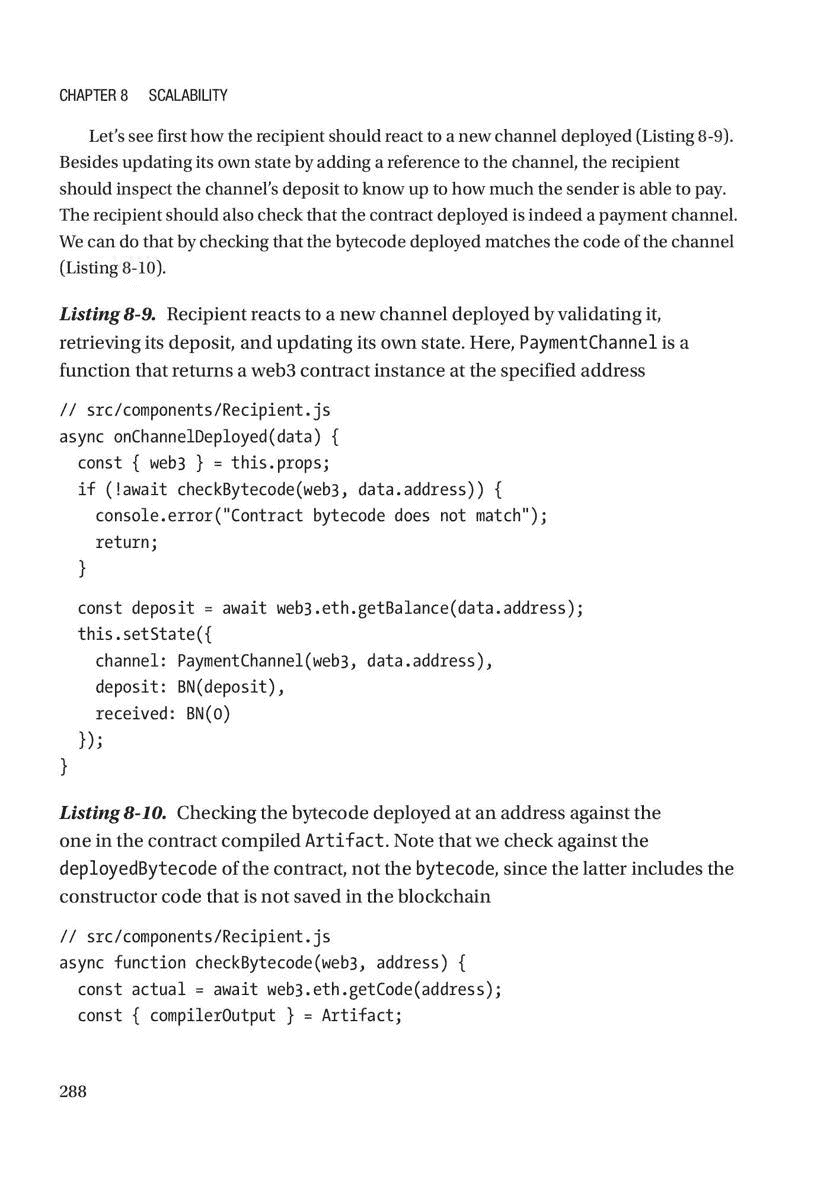 CHAPTER 8 SCALABILITY
Let’s see first how the recipient should react to a new channel deployed (Listing 8-9).
Besides updating its own state by adding a reference to the channel, the recipient
should inspect the channel’s deposit to know up to how much the sender is able to pay.
The recipient should also check that the contract deployed is indeed a payment channel.
We can do that by checking that the bytecode deployed matches the code of the channel
(Listing 8-10).
Listing 8-9. Recipient reacts to a new channel deployed by validating it,
retrieving its deposit, and updating its own state. Here, PaymentChannel is a
function that returns a web3 contract instance at the specified address
// src/components/Recipient.js
async onChannelDeployed(data) {
  const { web3 } = this.props;
  if (!await checkBytecode(web3, data.address)) {
    console.error("Contract bytecode does not match");
    return;
  }
  const deposit = await web3.eth.getBalance(data.address);
  this.setState({
    channel: PaymentChannel(web3, data.address),
    deposit: BN(deposit),
    received: BN(0)
  });
}
Listing 8-10. Checking the bytecode deployed at an address against the
one in the contract compiled Artifact. Note that we check against the
deployedBytecode of the contract, not the bytecode, since the latter includes the
constructor code that is not saved in the blockchain
// src/components/Recipient.js
async function checkBytecode(web3, address) {
  const actual = await web3.eth.getCode(address);
  const { compilerOutput } = Artifact;
288